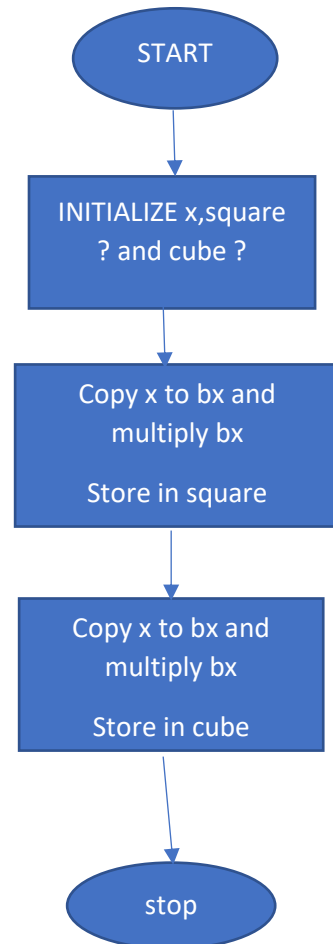 START
INITIALIZE x,square
? and cube ?
Copy x to bx and
multiply bx
Store in square
Copy x to bx and
multiply bx
Store in cube
stop